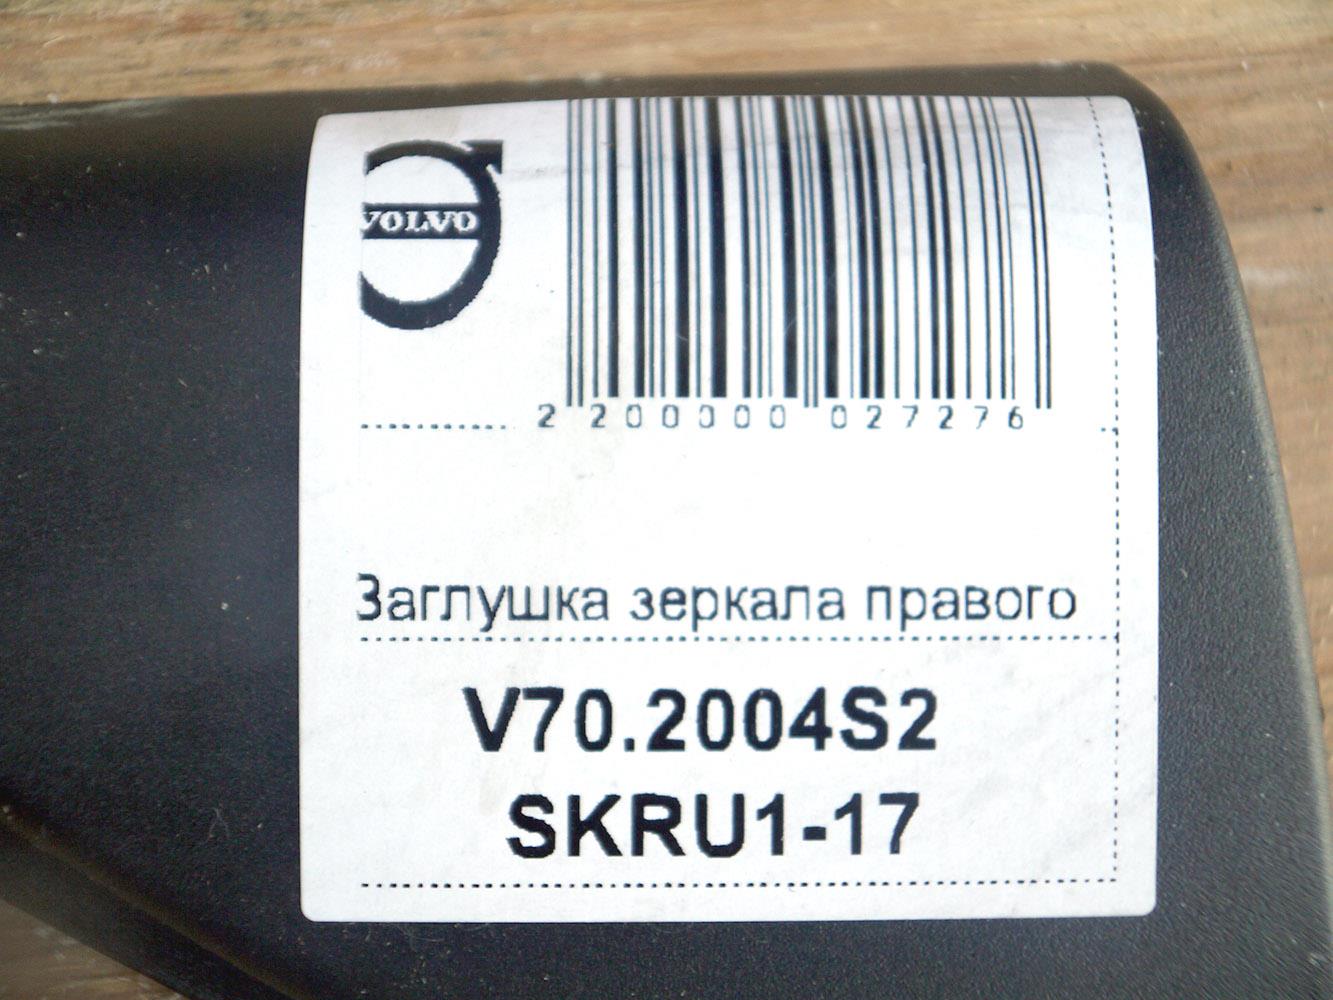 VOLVO
2 200000 027276
Заглушка зеркала правого
V70.2004S2
SKRU1-17